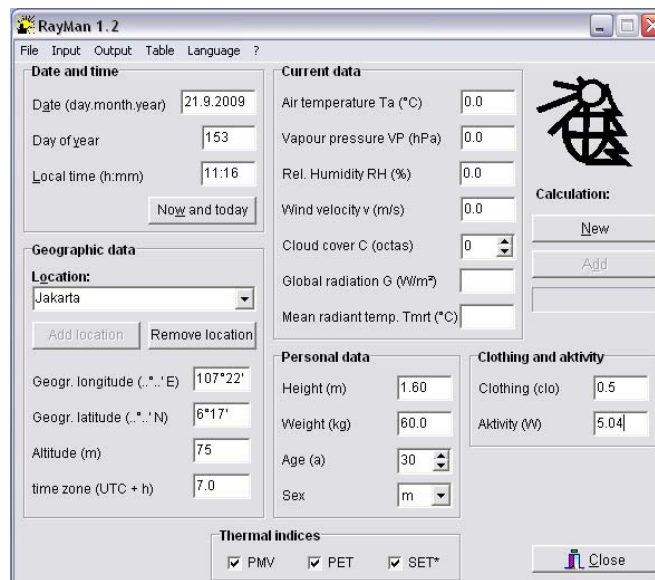 RayMan 1.2
File Input Output Table Language ?
Date and time
Date (day.month.year) 21.9.2009
Day of year 153
Local time (h:mm) 11:16
Now and today
Geographic data
Location:
Jakarta
Add location Remove location
Geogr. longitude (..°..' E) 107°22'
Geogr. latitude (..°..' N) 6°17'
Altitude (m) 75
time zone (UTC + h) 7.0
Current data
Air temperature Ta (°C) 0.0
Vapour pressure VP (hPa) 0.0
Rel. Humidity RH (%) 0.0
Wind velocity v (m/s) 0.0
Cloud cover C (octas) 0
Global radiation G (W/m²)
Mean radiant temp. Tmrt (°C)
Calculation:
New
Add
Personal data
Height (m) 1.60
Weight (kg) 60.0
Age (a) 30
Sex m
Clothing and aktivity
Clothing (clo) 0.5
Aktivity (W) 5.04
Thermal indices
PMV PET SET*
Close